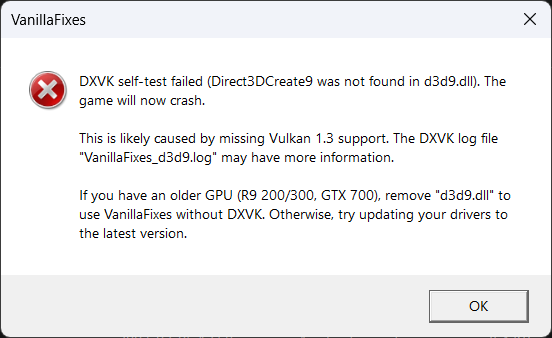 VanillaFixes
DXVK self-test failed (Direct3DCreate9 was not found in d3d9.dll). The
game will now crash.
This is likely caused by missing Vulkan 1.3 support. The DXVK log file
"VanillaFixes_d3d9.log" may have more information.
If you have an older GPU (R9 200/300, GTX 700), remove "d3d9.dll" to
use VanillaFixes without DXVK. Otherwise, try updating your drivers to
the latest version.
OK